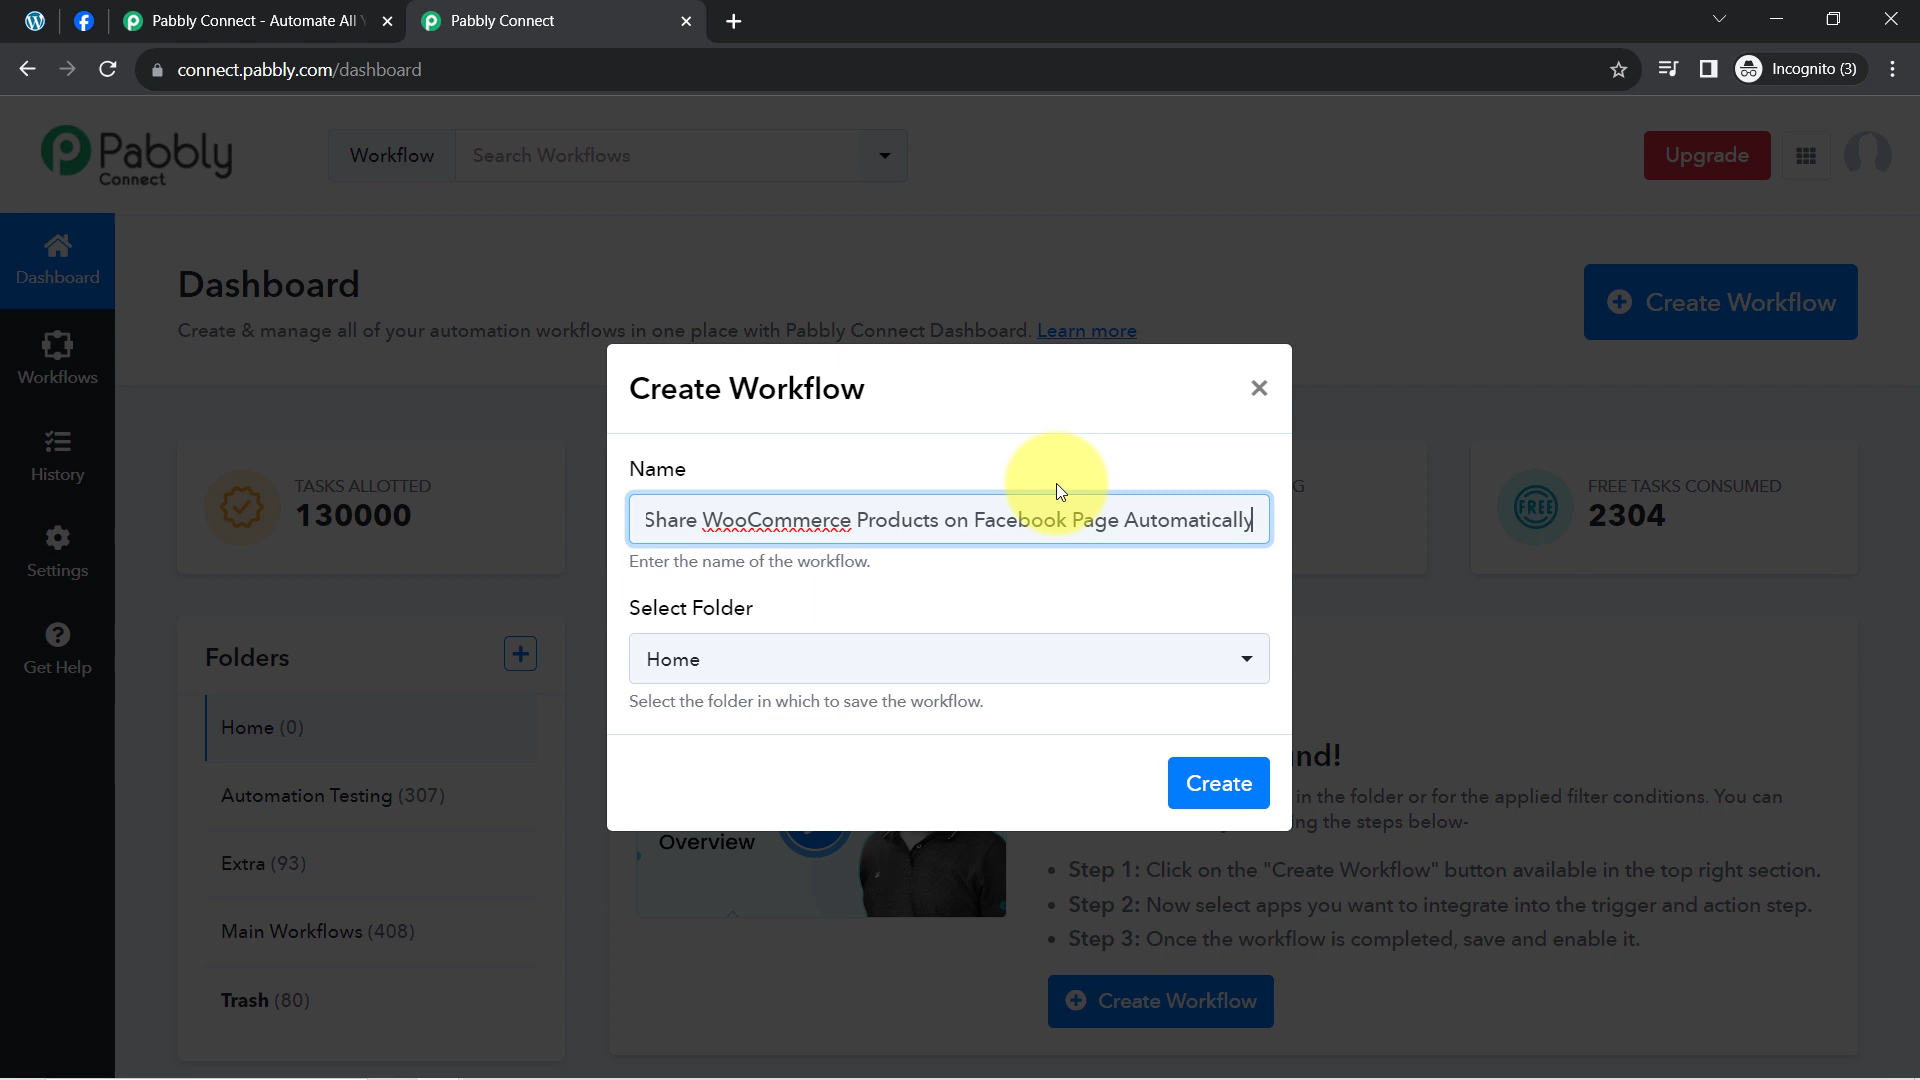 Pabbly Connect - Automate All
Pabbly Connect
connect.pabbly.com/dashboard
Incognito (3)
Pabbly
Connect
Workflow
Search Workflows
Upgrade
Dashboard
Workflows
History
Settings
Get Help
Dashboard
Create & manage all of your automation workflows in one place with Pabbly Connect Dashboard. Learn more
Create Workflow
TASKS ALLOTTED
130000
G
FREE
FREE TASKS CONSUMED
2304
Create Workflow
Name
Share WooCommerce Products on Facebook Page Automatically
Enter the name of the workflow.
Select Folder
Home
Select the folder in which to save the workflow.
Create
Folders
Home (0)
Automation Testing (307)
Extra (93)
Main Workflows (408)
Trash (80)
Overview
nd!
in the folder or for the applied filter conditions. You can
ng the steps below-
• Step 1: Click on the "Create Workflow" button available in the top right section.
• Step 2: Now select apps you want to integrate into the trigger and action step.
• Step 3: Once the workflow is completed, save and enable it.
Create Workflow